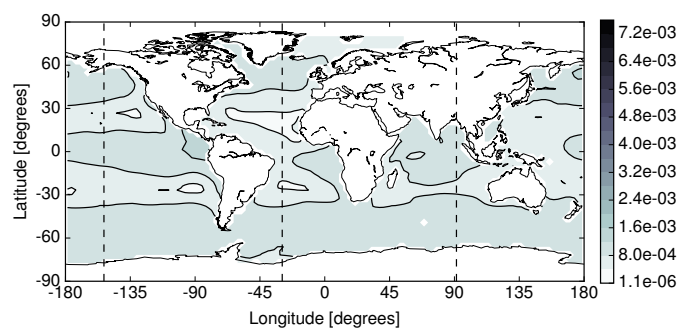 90
60
30
0
-30
-60
-90
Latitude [degrees]
-180 -135 -90 -45 0 45 90 135 180
Longitude [degrees]
7.2e-03
6.4e-03
5.6e-03
4.8e-03
4.0e-03
3.2e-03
2.4e-03
1.6e-03
8.0e-04
1.1e-06